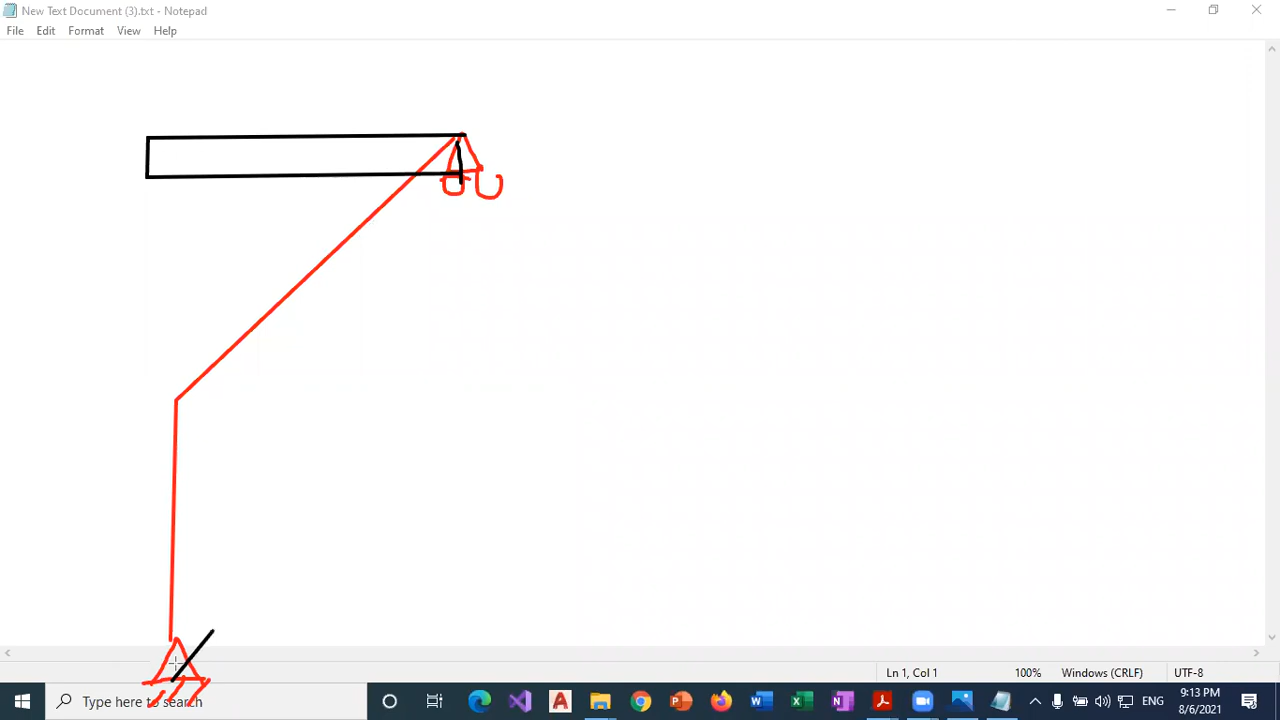 New Text Document (3).txt - Notepad
File Edit Format View Help
Ln 1, Col 1 100% Windows (CRLF) UTF-8
Type here to search
ENG
9:13 PM
8/6/2021